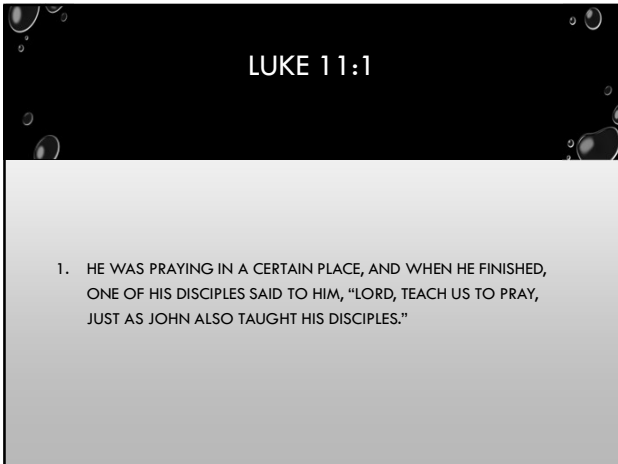 LUKE 11:1
1. HE WAS PRAYING IN A CERTAIN PLACE, AND WHEN HE FINISHED,
ONE OF HIS DISCIPLES SAID TO HIM, “LORD, TEACH US TO PRAY,
JUST AS JOHN ALSO TAUGHT HIS DISCIPLES.”